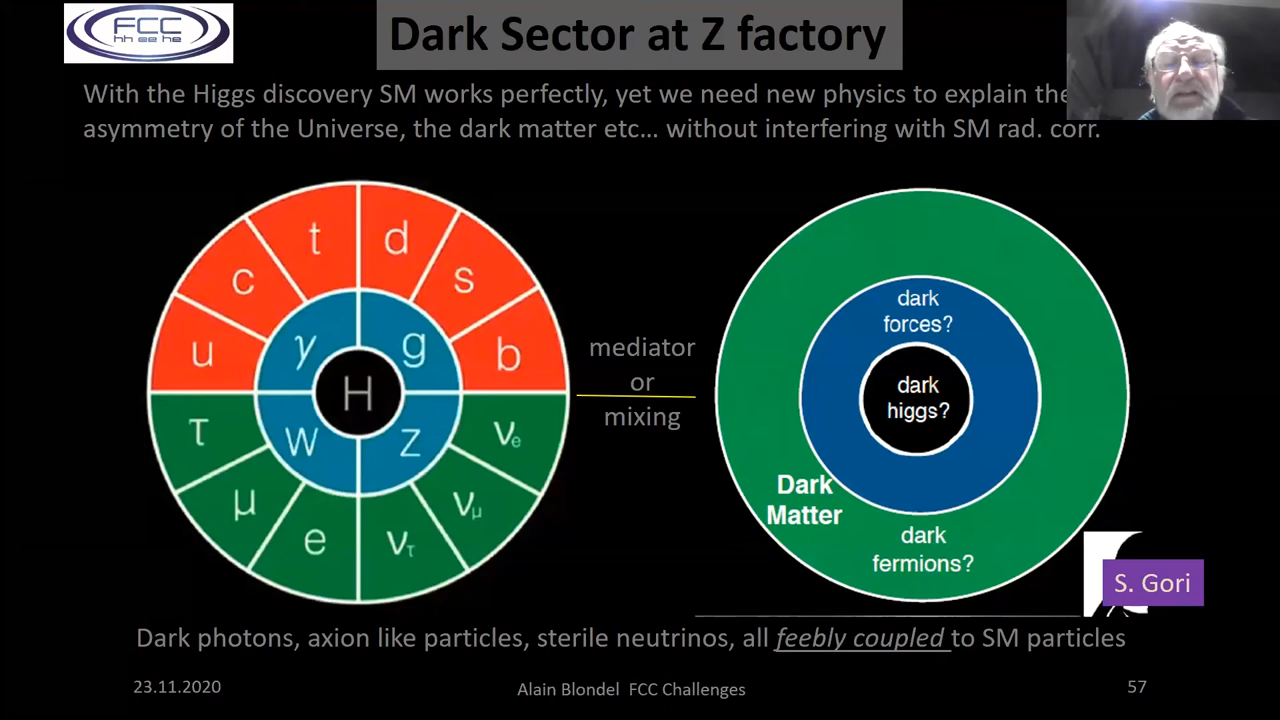 FCC
hh ee he
Dark Sector at Z factory
With the Higgs discovery SM works perfectly, yet we need new physics to explain the
asymmetry of the Universe, the dark matter etc… without interfering with SM rad. corr.
t d
c s
u γ g b
H
τ W Z νe
μ νμ
e ντ
mediator
or
mixing
dark
forces?
dark
higgs?
Dark
Matter
dark
fermions?
S. Gori
Dark photons, axion like particles, sterile neutrinos, all feebly coupled to SM particles
23.11.2020
Alain Blondel FCC Challenges
57